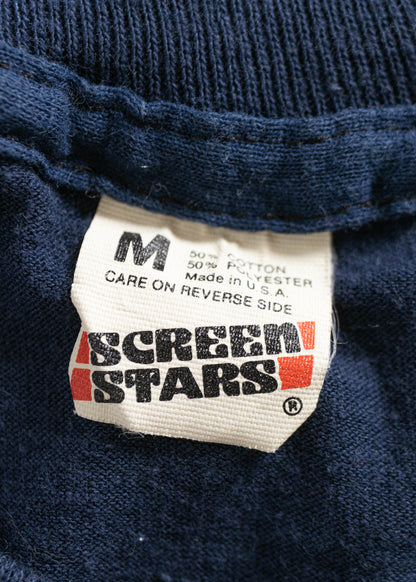 M
50% COTTON
50% POLYESTER
Made in U.S.A.
CARE ON REVERSE SIDE
SCREEN
STARS
®